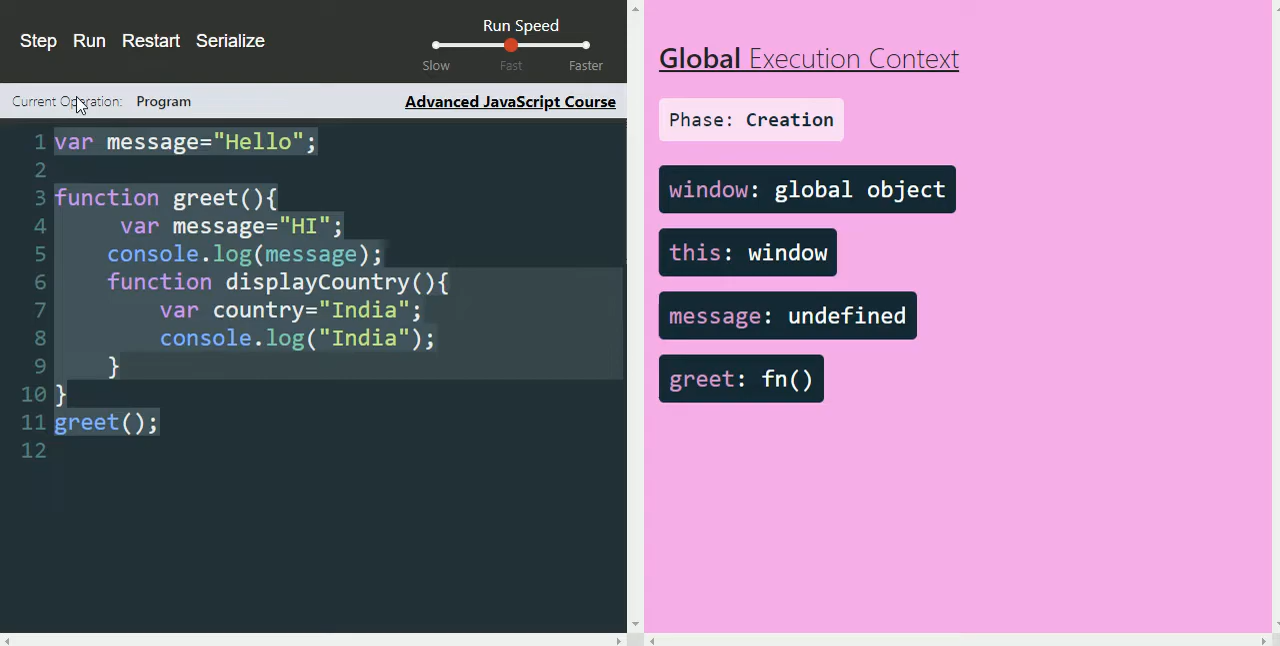 Step Run Restart Serialize
Run Speed
Slow Fast Faster
Current Operation: Program Advanced JavaScript Course
1 var message="Hello";
2
3 function greet(){
4 var message="HI";
5 console.log(message);
6 function displayCountry(){
7 var country="India";
8 console.log("India");
9 }
10 }
11 greet();
12
Global Execution Context
Phase: Creation
window: global object
this: window
message: undefined
greet: fn()